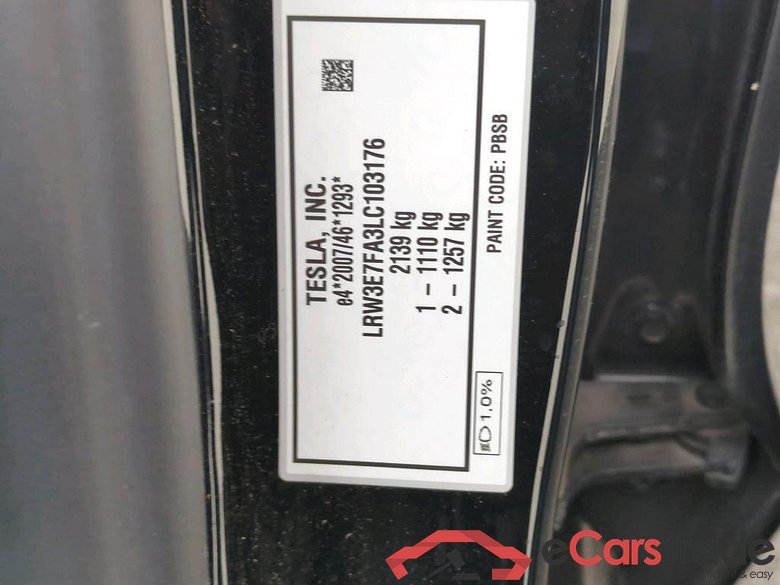 TESLA, INC.
e4*2007/46*1293*
LRW3E7FA3LC103176
2139 kg
1 - 1110 kg
2 - 1257 kg
PAINT CODE: PBSB
1,0%
eCars
& easy